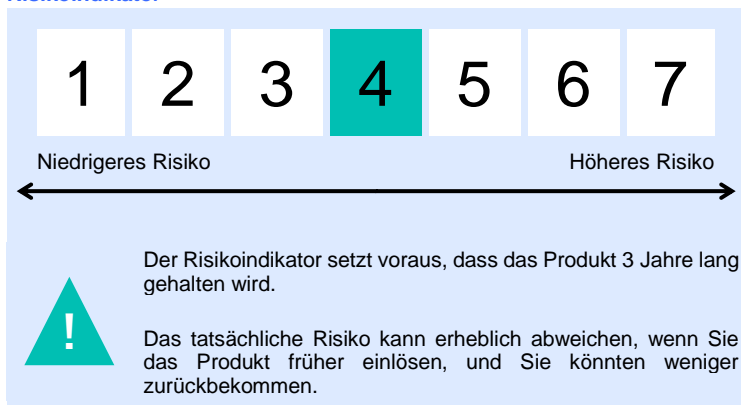 Risikoindikator
1 2 3 4 5 6 7
Niedrigeres Risiko Höheres Risiko
Der Risikoindikator setzt voraus, dass das Produkt 3 Jahre lang
gehalten wird.
!
Das tatsächliche Risiko kann erheblich abweichen, wenn Sie
das Produkt früher einlösen, und Sie könnten weniger
zurückbekommen.